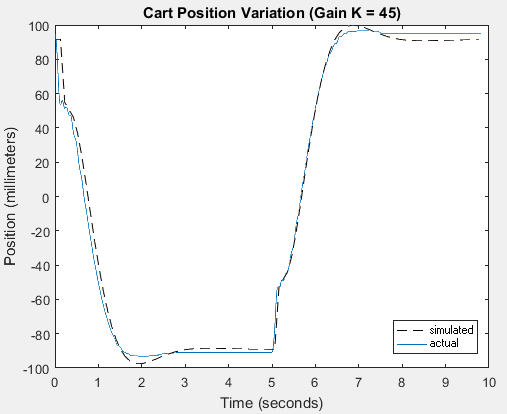 Cart Position Variation (Gain K = 45)
100
80
60
40
20
0
-20
-40
-60
-80
-100
Position (millimeters)
0 1 2 3 4 5 6 7 8 9 10
Time (seconds)
simulated
actual